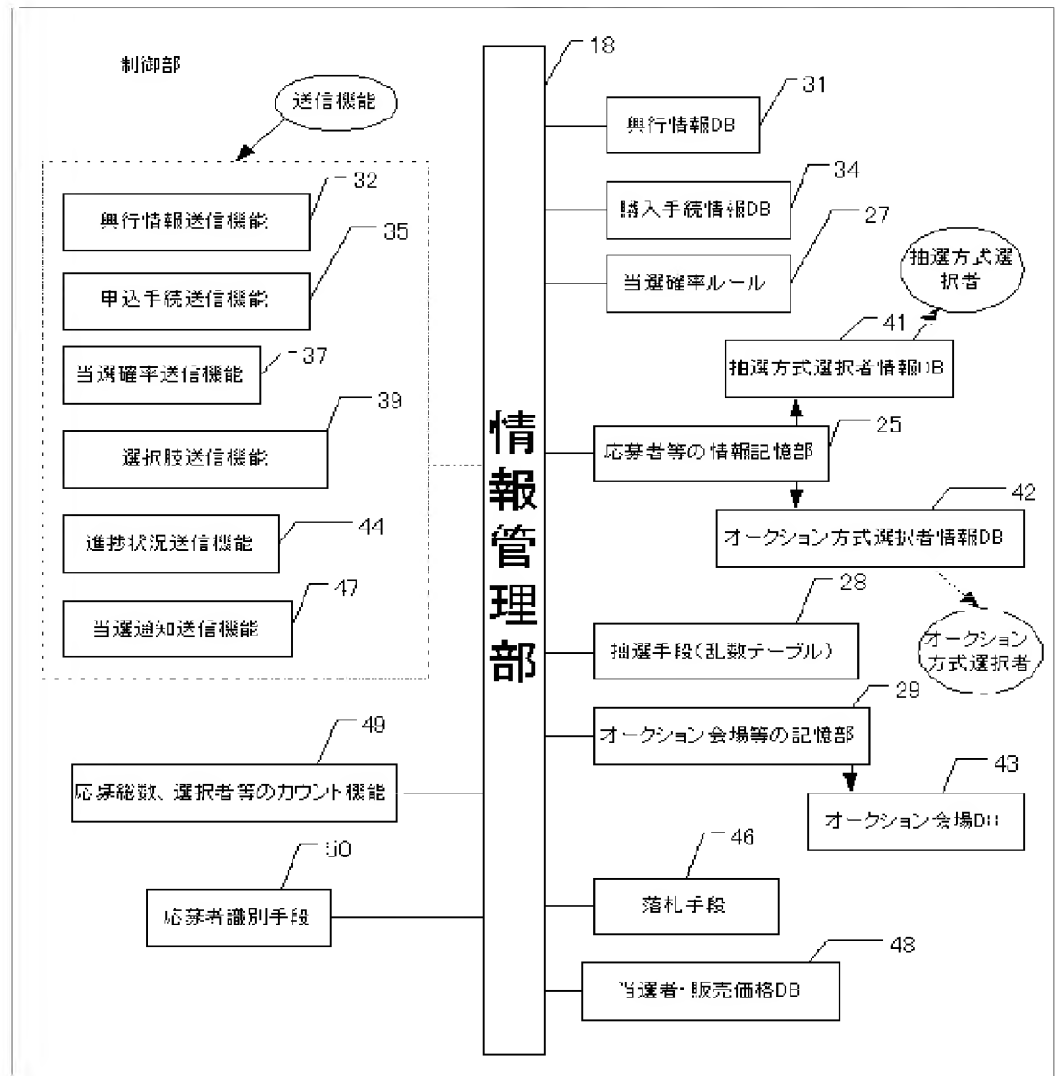 制御部
送信機能
32
興行情報送信機能
35
申込手続送信機能
37
当選確率送信機能
39
選択肢送信機能
44
進捗状況送信機能
47
当選通知送信機能
49
応募総数、選択者等のカウント機能
50
応募者識別手段
情報管理部
18
31
興行情報DB
34
購入手続情報DB
27
当選確率ルール
抽選方式選
択者
41
抽選方式選択者情報DB
25
応募者等の情報記憶部
42
オークション方式選択者情報DB
オークション
方式選択者
28
抽選手段(乱数テーブル)
29
オークション会場等の記憶部
43
オークション会場DB
46
落札手段
48
当選者・販売価格DB